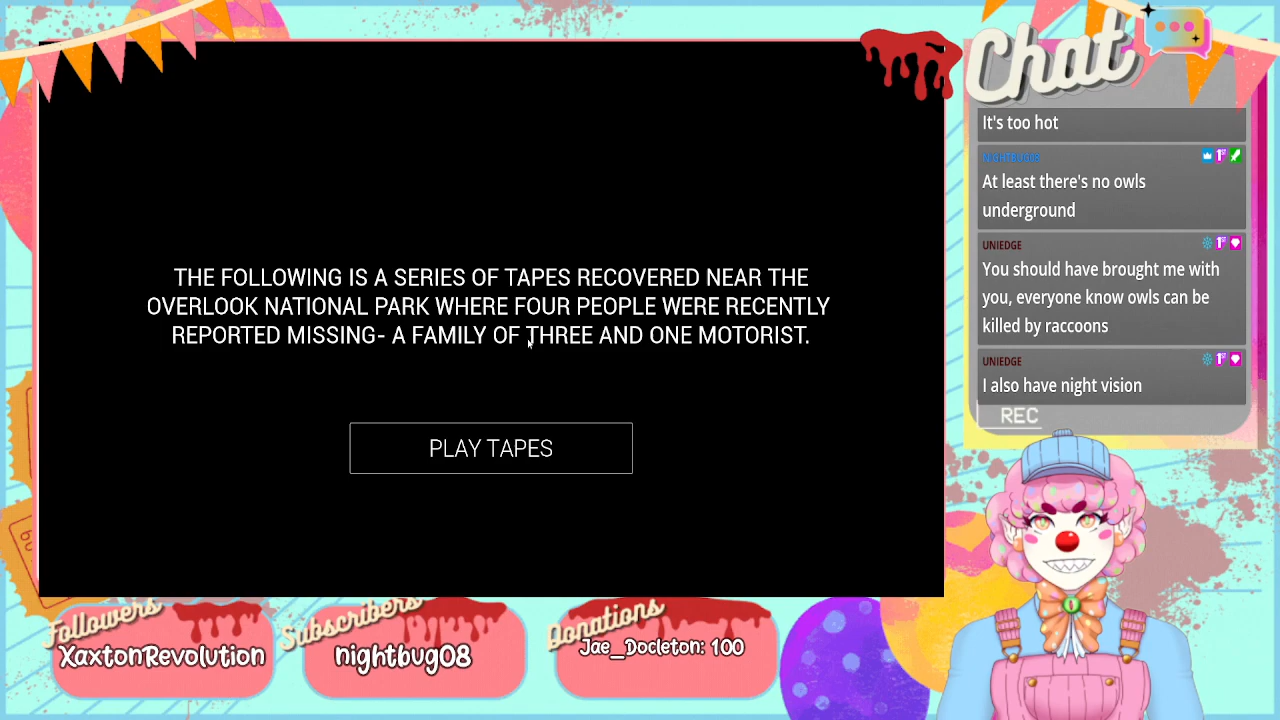 Chat
It's too hot
At least there's no owls
underground
UNIEDGE
You should have brought me with
you, everyone know owls can be
killed by raccoons
UNIEDGE
I also have night vision
REC
THE FOLLOWING IS A SERIES OF TAPES RECOVERED NEAR THE
OVERLOOK NATIONAL PARK WHERE FOUR PEOPLE WERE RECENTLY
REPORTED MISSING- A FAMILY OF THREE AND ONE MOTORIST.
PLAY TAPES
Followers
XaxtonRevolution
Subscribers
nightbug08
Donations
Jae_Docleton: 100